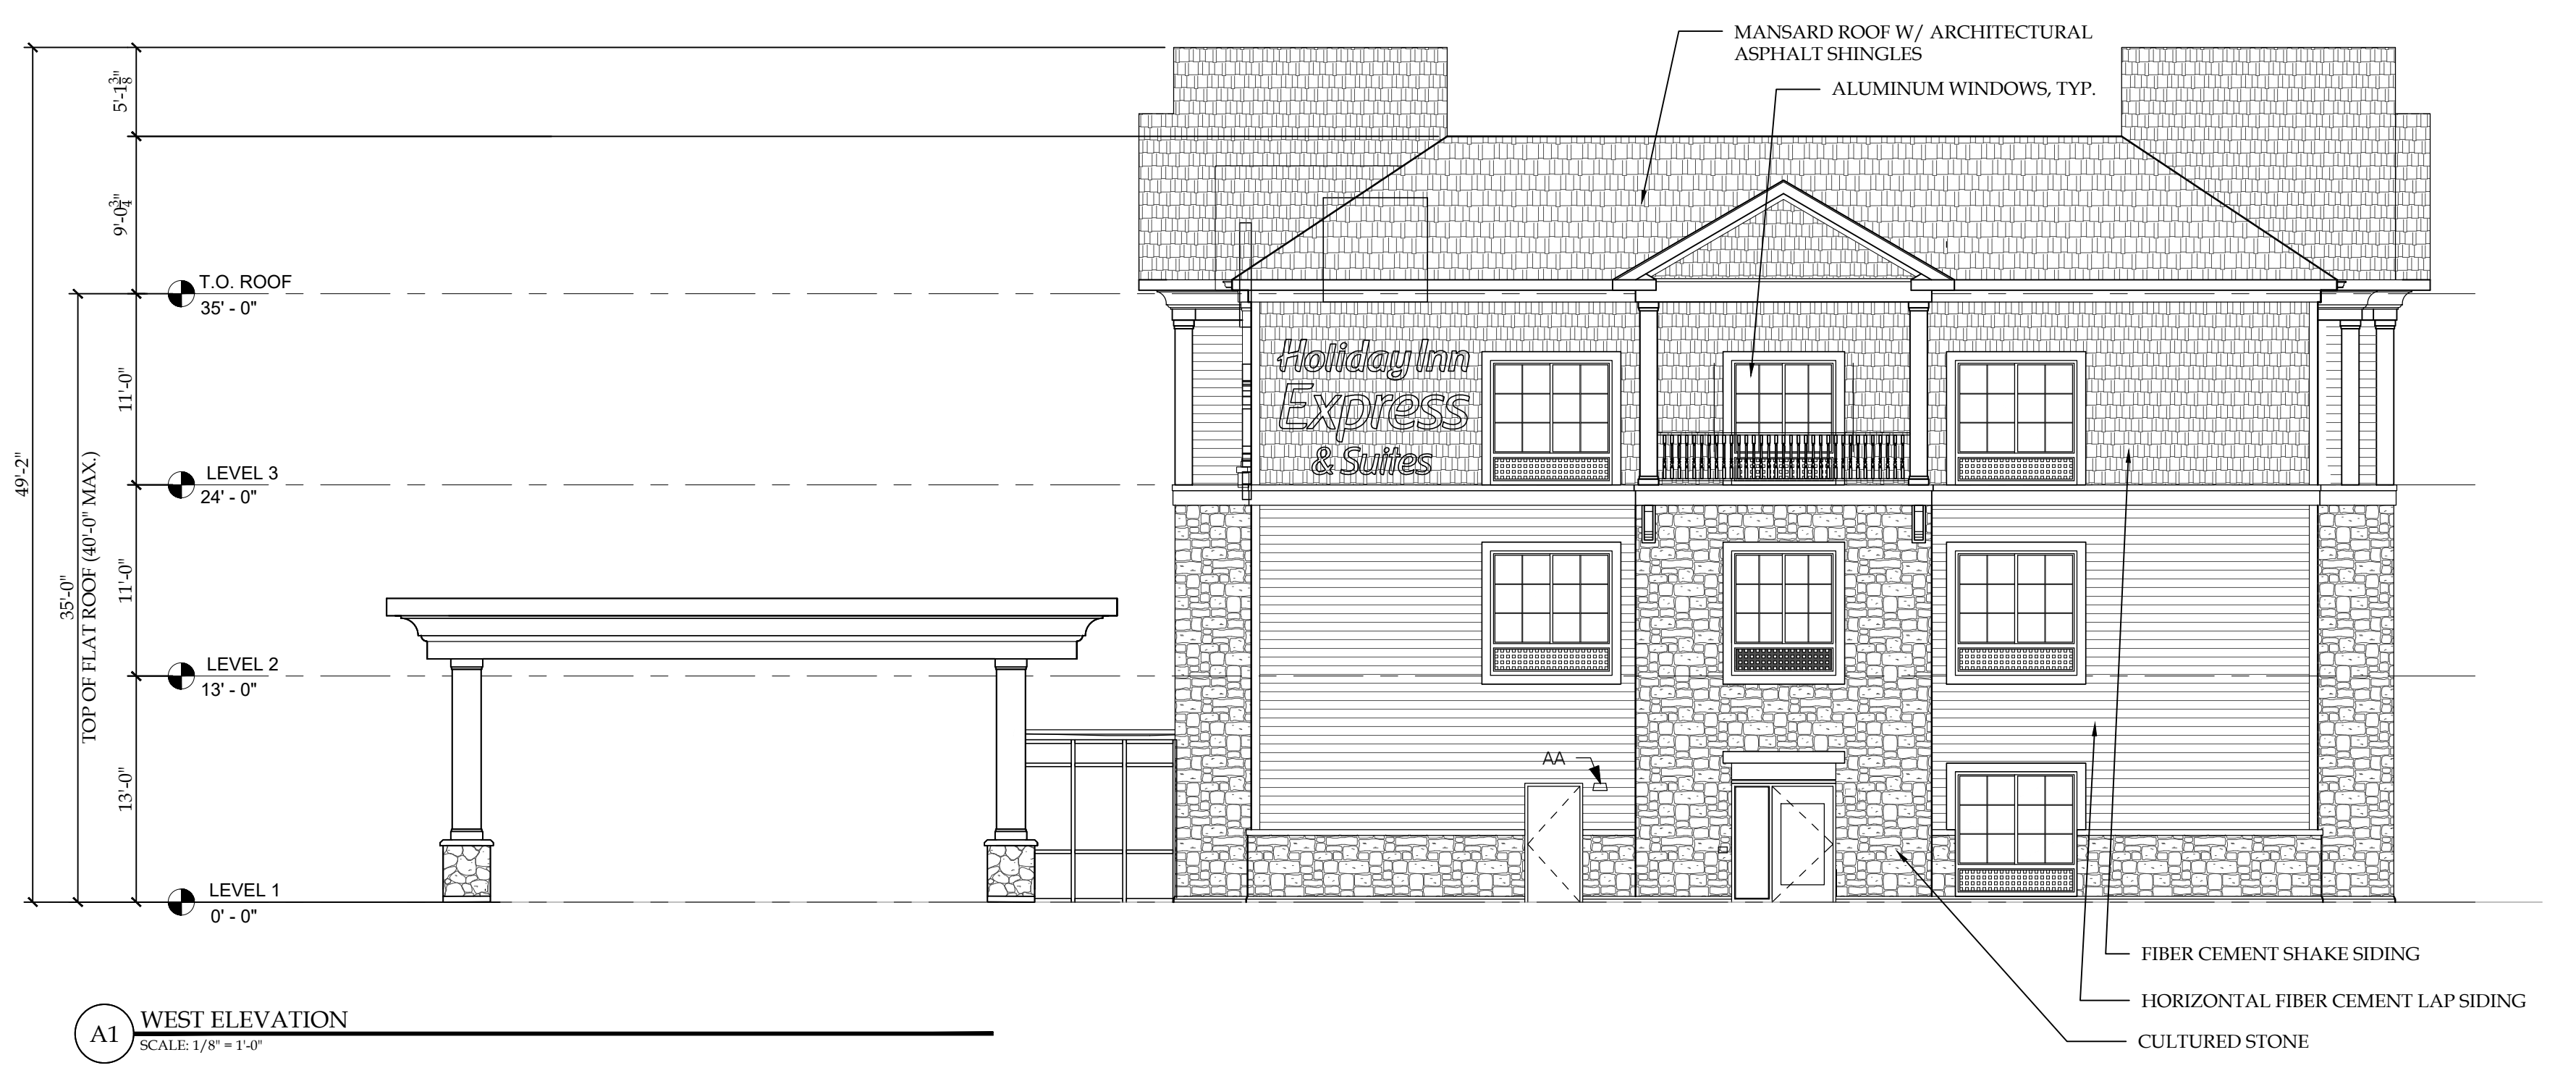 MANSARD ROOF W/ ARCHITECTURAL
ASPHALT SHINGLES
ALUMINUM WINDOWS, TYP.
5'-1 3/8"
9'-0 3/4"
T.O. ROOF
35' - 0"
11'-0"
Holiday Inn
Express
& Suites
LEVEL 3
24' - 0"
49'-2"
35'-0"
TOP OF FLAT ROOF (40'-0" MAX.)
11'-0"
LEVEL 2
13' - 0"
13'-0"
AA
LEVEL 1
0' - 0"
FIBER CEMENT SHAKE SIDING
HORIZONTAL FIBER CEMENT LAP SIDING
CULTURED STONE
A1
WEST ELEVATION
SCALE: 1/8" = 1'-0"